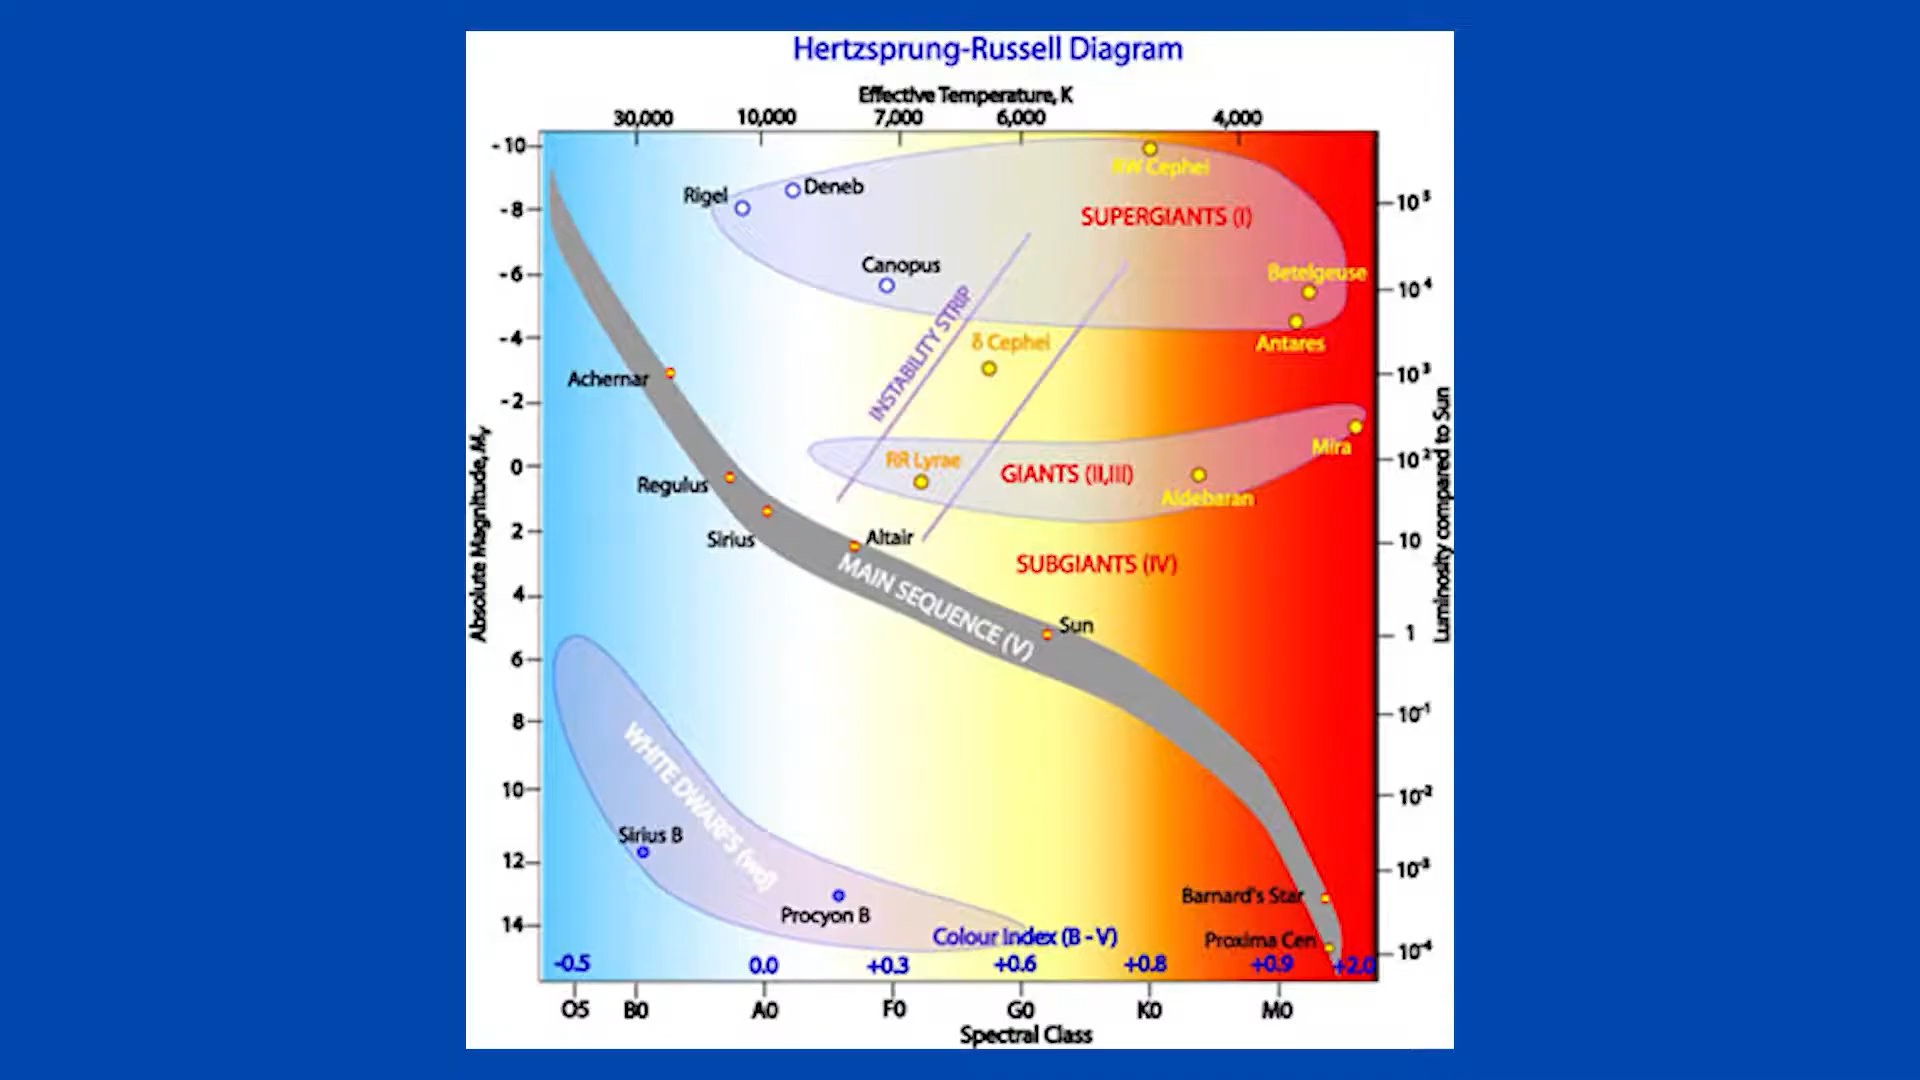 Hertzsprung-Russell Diagram
Effective Temperature, K
30,000 10,000 7,000 6,000 4,000
-10
-8
-6
-4
-2
0
2
4
6
8
10
12
14
Absolute Magnitude, Mv
10⁵
10⁴
10³
10²
10
1
10⁻¹
10⁻²
10⁻³
10⁻⁴
Luminosity compared to Sun
RW Cephei
Deneb
Rigel
SUPERGIANTS (I)
Canopus
Betelgeuse
INSTABILITY STRIP
δ Cephei
Antares
Achernar
Mira
RR Lyrae
GIANTS (II,III)
Regulus
Aldebaran
Sirius
Altair
SUBGIANTS (IV)
MAIN SEQUENCE (V)
Sun
WHITE DWARFS (wd)
Sirius B
Procyon B
Barnard's Star
Proxima Cen
Colour Index (B - V)
-0.5 0.0 +0.3 +0.6 +0.8 +0.9 +2.0
O5 B0 A0 F0 G0 K0 M0
Spectral Class